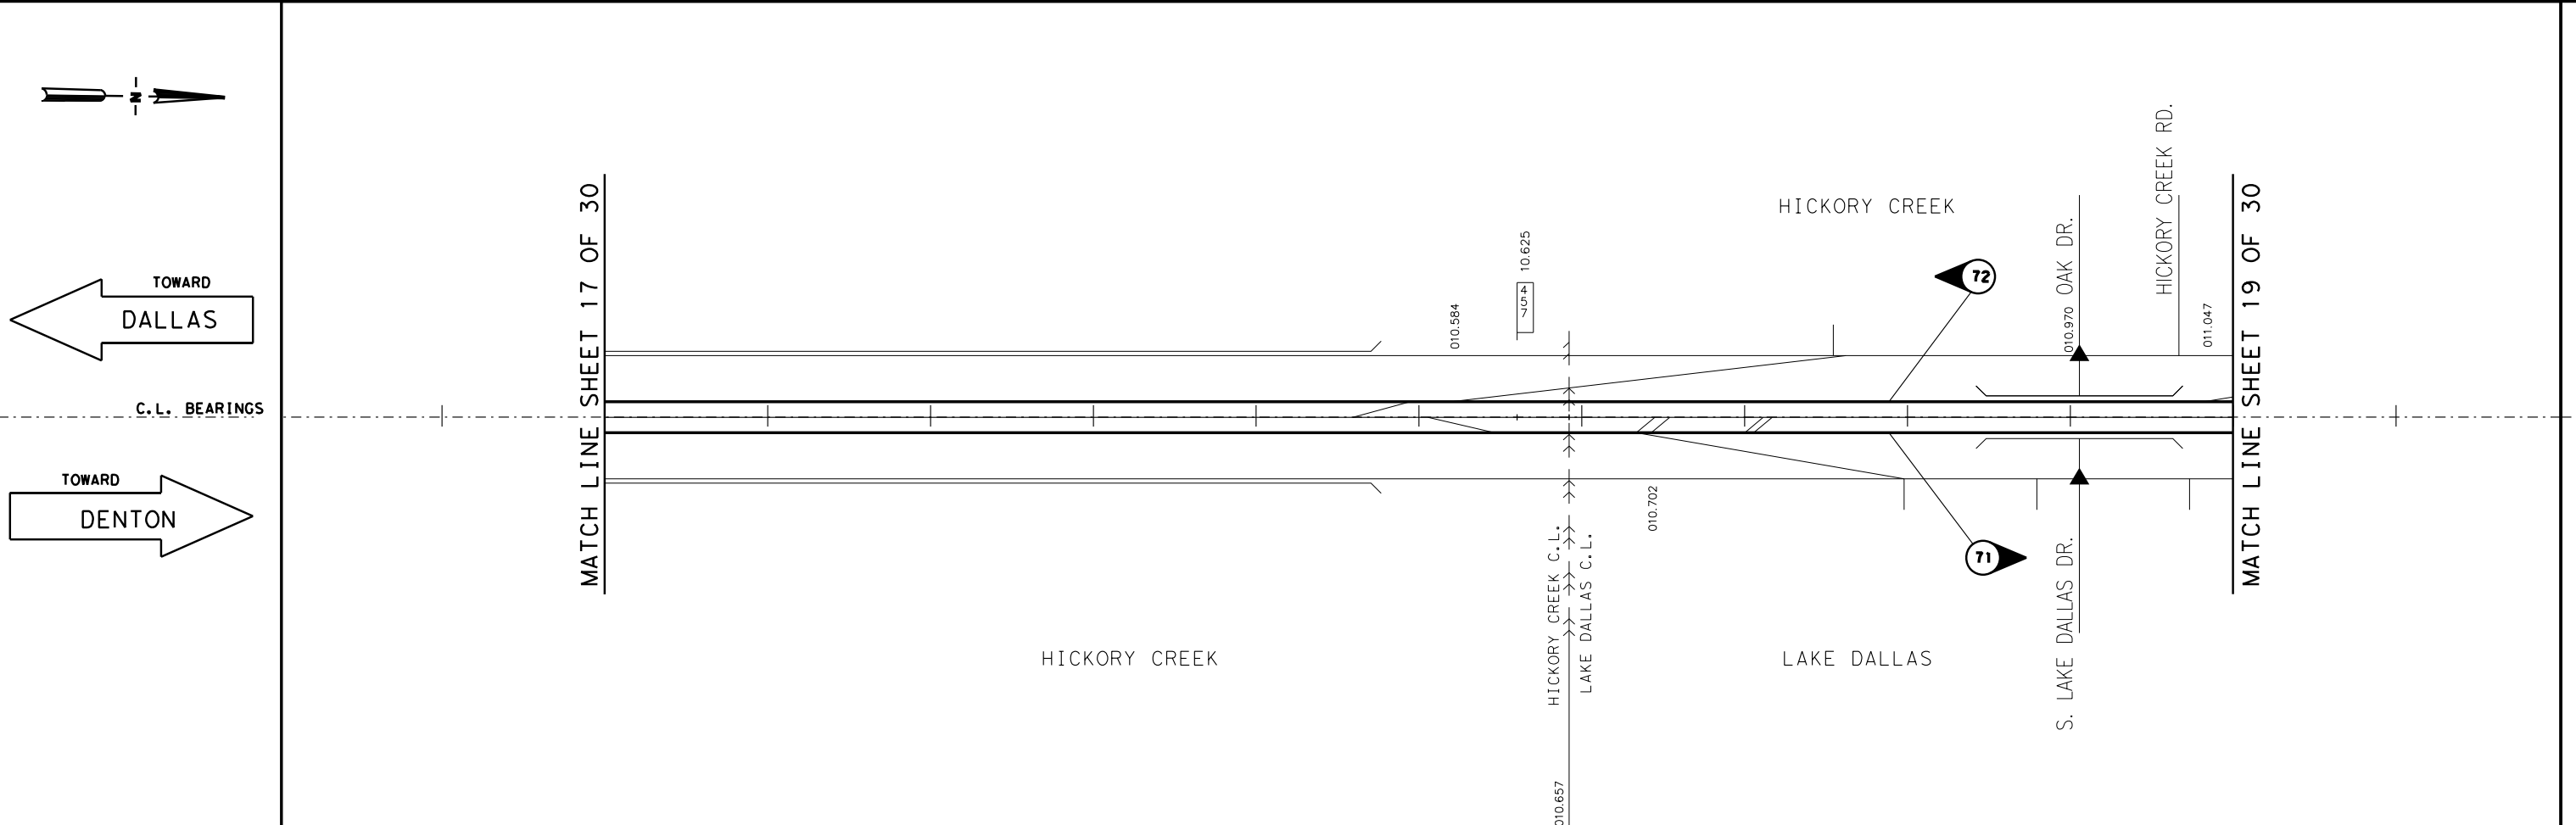 N
TOWARD
DALLAS
C.L. BEARINGS
TOWARD
DENTON
MATCH LINE SHEET 17 OF 30
HICKORY CREEK
010.584
457
10.625
HICKORY CREEK C.L.
LAKE DALLAS C.L.
010.657
010.702
HICKORY CREEK
LAKE DALLAS
72
71
010.970
OAK DR.
S. LAKE DALLAS DR.
HICKORY CREEK RD.
011.047
MATCH LINE SHEET 19 OF 30